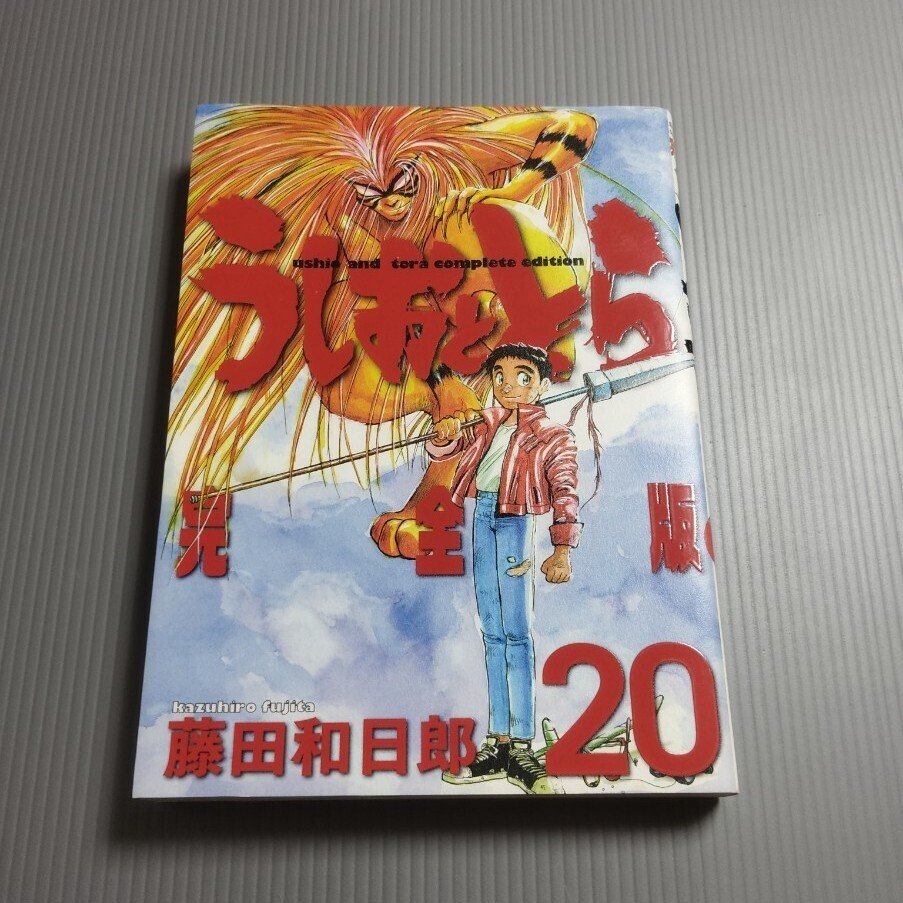 うしおととら
ushio and tora complete edition
完全版
kazuhiro fujita
藤田和日郎
20